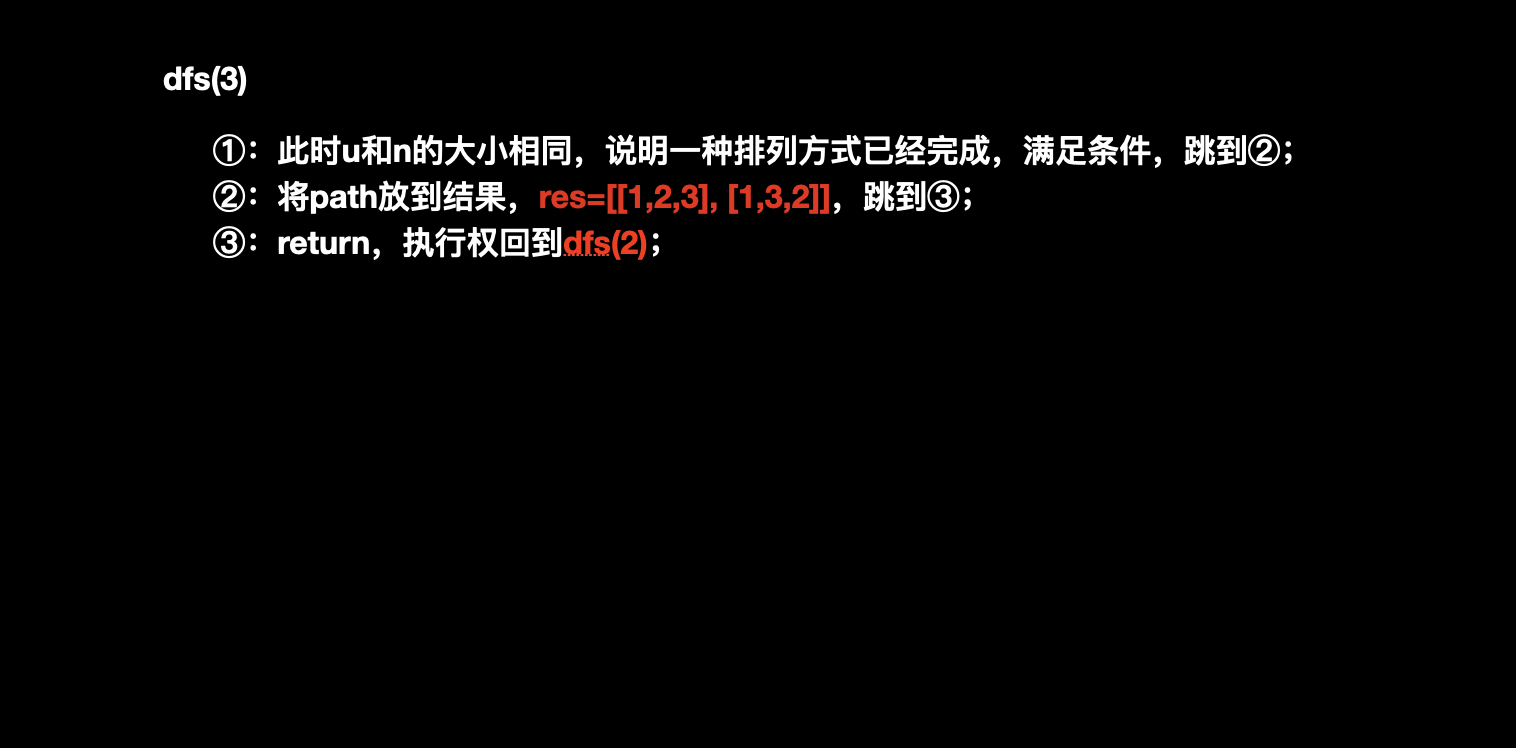 dfs(3)
①：此时u和n的大小相同，说明一种排列方式已经完成，满足条件，跳到②；
②：将path放到结果，res=[[1,2,3], [1,3,2]]，跳到③；
③：return，执行权回到dfs(2)；